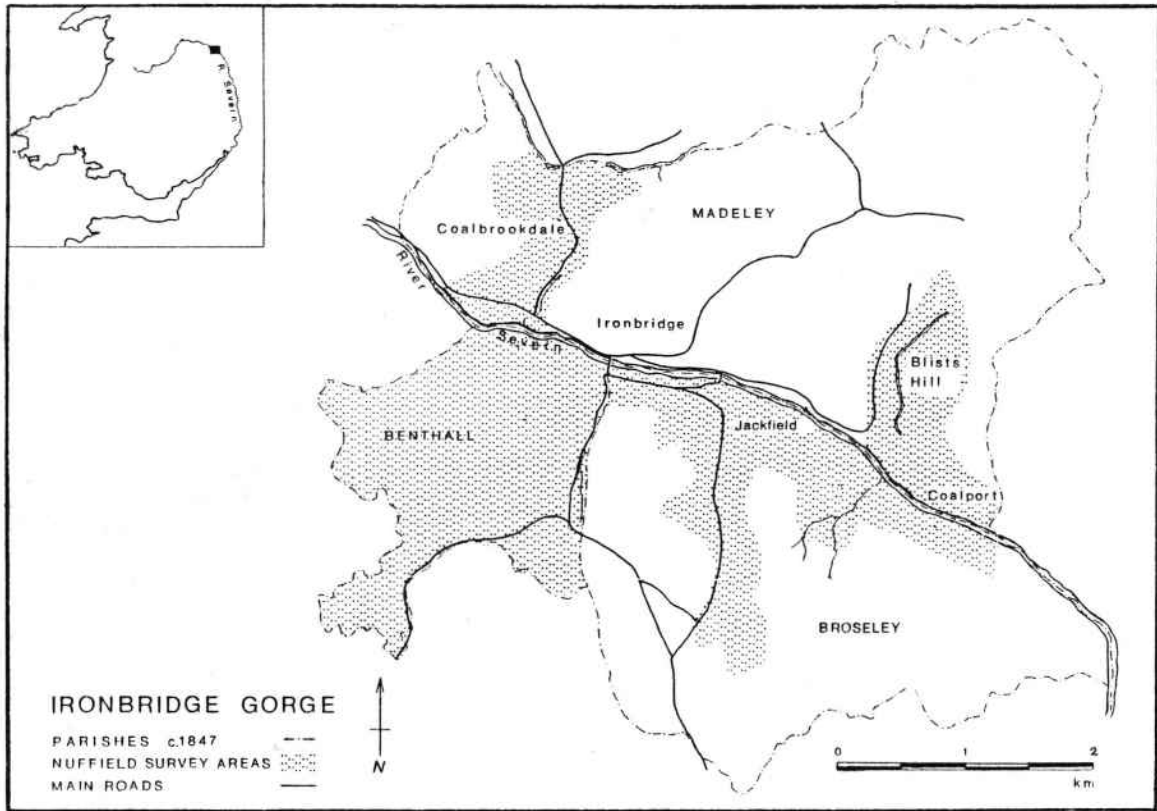 R. Severn
MADELEY
Coalbrookdale
River
Severn
Ironbridge
Blists
Hill
BENTHALL
Jackfield
Coalport
BROSELEY
IRONBRIDGE GORGE
PARISHES c.1847
NUFFIELD SURVEY AREAS
MAIN ROADS
N
0 1 2
km